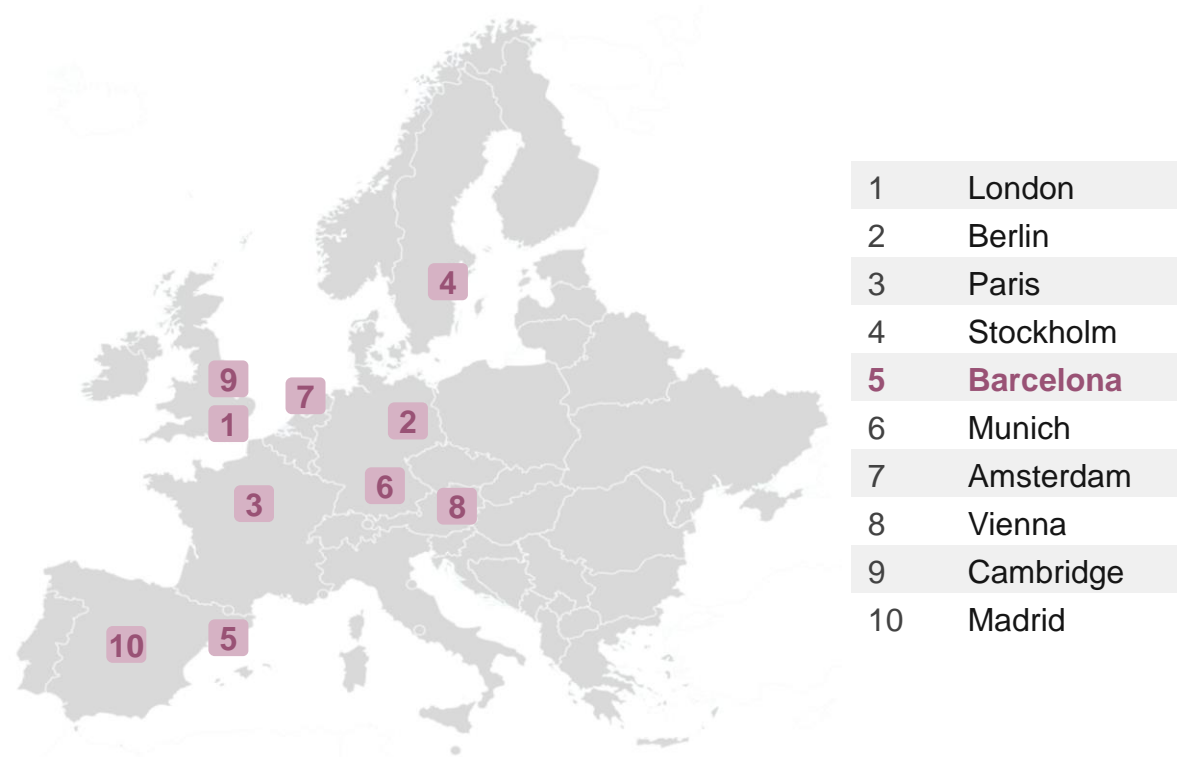 4
9
7
1
2
6
3
8
10
5
1 London
2 Berlin
3 Paris
4 Stockholm
5 Barcelona
6 Munich
7 Amsterdam
8 Vienna
9 Cambridge
10 Madrid